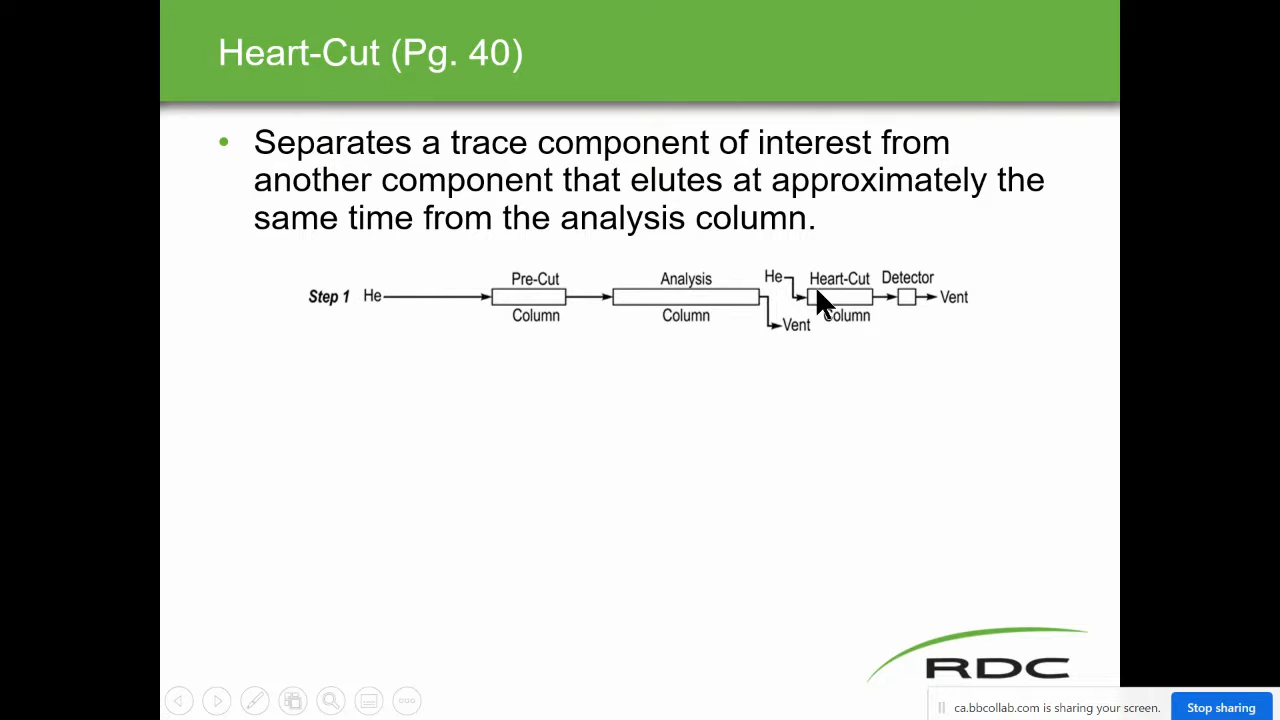 Heart-Cut (Pg. 40)
• Separates a trace component of interest from
another component that elutes at approximately the
same time from the analysis column.
Step 1 He Pre-Cut Column Analysis Column Vent He Heart-Cut Column Detector Vent
RDC
ca.bbcollab.com is sharing your screen. Stop sharing